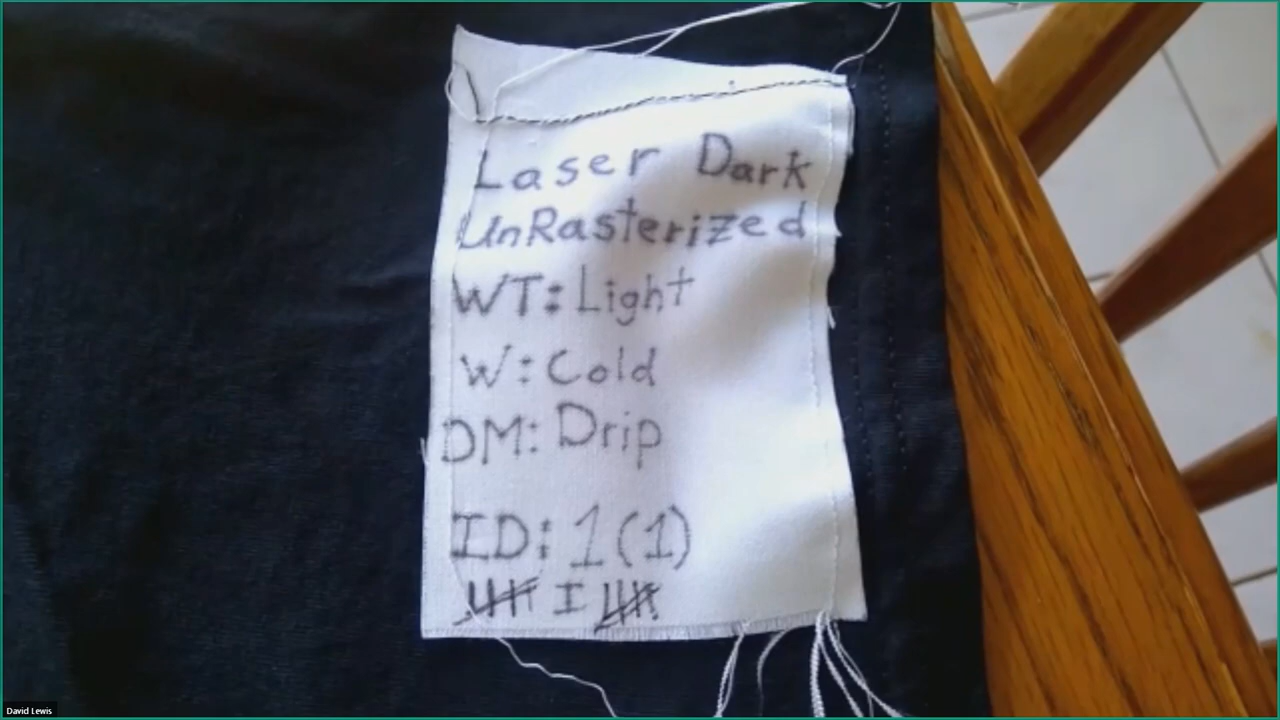 Laser Dark
UnRasterized
WT: Light
W: Cold
DM: Drip
ID: 1(1)
David Lewis